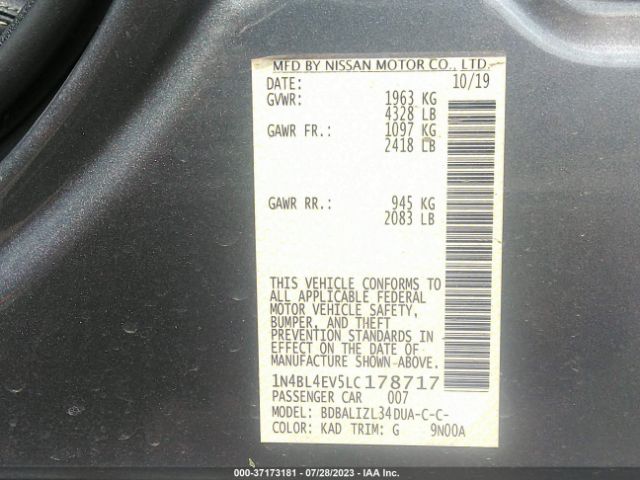 MFD BY NISSAN MOTOR CO., LTD.
DATE: 10/19
GVWR: 1963 KG
4328 LB
GAWR FR.: 1097 KG
2418 LB
GAWR RR.: 945 KG
2083 LB
THIS VEHICLE CONFORMS TO
ALL APPLICABLE FEDERAL
MOTOR VEHICLE SAFETY,
BUMPER, AND THEFT
PREVENTION STANDARDS IN
EFFECT ON THE DATE OF
MANUFACTURE SHOWN ABOVE.
1N4BL4EV5LC178717
PASSENGER CAR 007
MODEL: BDBALIZL34DUA-C-C-
COLOR: KAD TRIM: G 9N00A
000-37173181 / 07/28/2023 - IAA Inc.